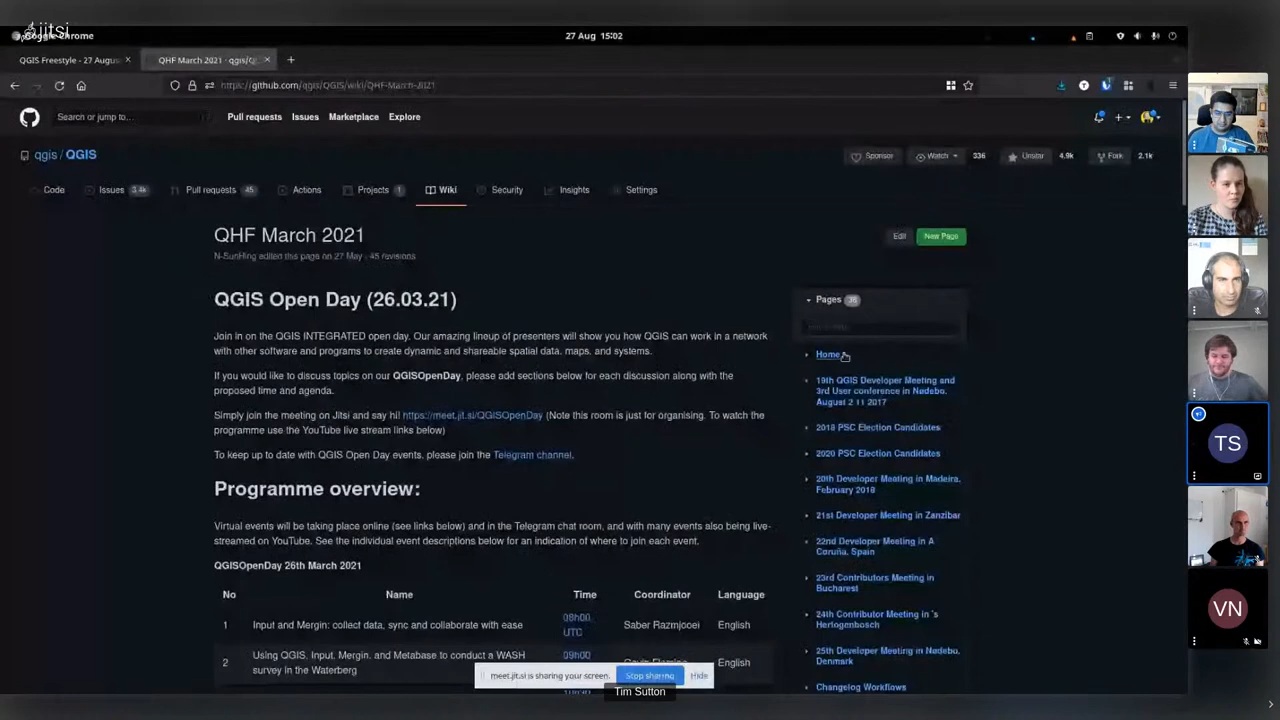 jitsi
Chrome
27 Aug 15:02
QGIS Freestyle - 27 Augus
QHF March 2021 · qgis/Q
https://github.com/qgis/QGIS/wiki/QHF-March-2021
Search or jump to...
Pull requests
Issues
Marketplace
Explore
qgis / QGIS
Sponsor
Watch
336
Unstar
4.9k
Fork
2.1k
Code
Issues 3.4k
Pull requests 45
Actions
Projects 1
Wiki
Security
Insights
Settings
QHF March 2021
Edit
New Page
N-SunRing edited this page on 27 May · 45 revisions
QGIS Open Day (26.03.21)
Join in on the QGIS INTEGRATED open day. Our amazing lineup of presenters will show you how QGIS can work in a network
with other software and programs to create dynamic and shareable spatial data, maps, and systems.
If you would like to discuss topics on our QGISOpenDay, please add sections below for each discussion along with the
proposed time and agenda.
Simply join the meeting on Jitsi and say hi! https://meet.jit.si/QGISOpenDay (Note this room is just for organising. To watch the
programme use the YouTube live stream links below)
To keep up to date with QGIS Open Day events, please join the Telegram channel.
Programme overview:
Virtual events will be taking place online (see links below) and in the Telegram chat room, and with many events also being live-
streamed on YouTube. See the individual event descriptions below for an indication of where to join each event.
QGISOpenDay 26th March 2021
No Name Time Coordinator Language
1 Input and Mergin: collect data, sync and collaborate with ease 08h00 UTC Saber Razmjooei English
2 Using QGIS, Input, Mergin, and Metabase to conduct a WASH 09h00 English
survey in the Waterberg
Pages 36
Home
19th QGIS Developer Meeting and
3rd User conference in Nødebo,
August 2 11 2017
2018 PSC Election Candidates
2020 PSC Election Candidates
20th Developer Meating in Madeira,
February 2018
21st Developer Meeting in Zanzibar
22nd Developer Meeting in A
Coruña, Spain
23rd Contributors Meeting in
Bucharest
24th Contributor Meeting in 's
Hertogenbosch
25th Developer Meeting in Nødebo,
Denmark
Changelog Workflows
meet.jit.si is sharing your screen.
Stop sharing
Hide
Tim Sutton
TS
VN